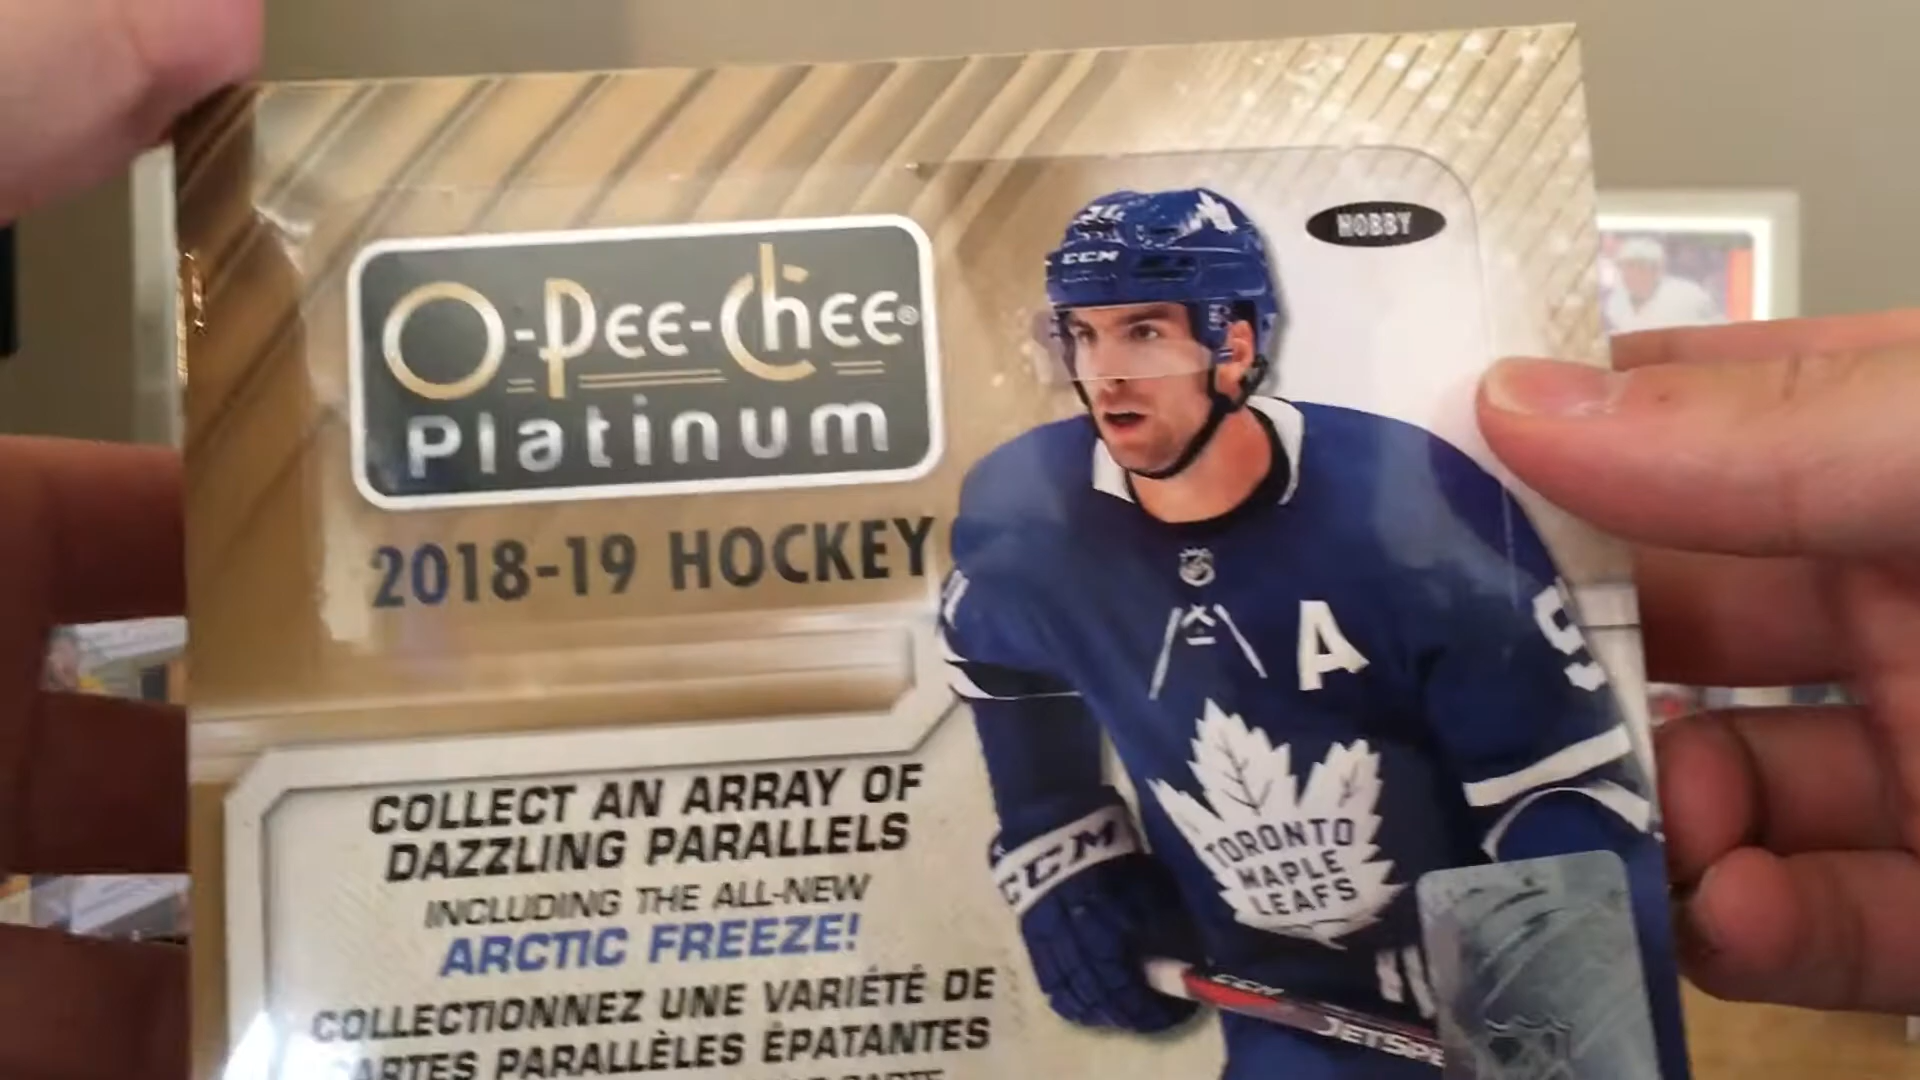 HOBBY
O-PEE-CHEE®
Platinum
2018-19 HOCKEY
CCM
A
TORONTO
MAPLE
LEAFS
CCM
CCM
COLLECT AN ARRAY OF
DAZZLING PARALLELS
INCLUDING THE ALL-NEW
ARCTIC FREEZE!
COLLECTIONNEZ UNE VARIÉTÉ DE
CARTES PARALLÈLES ÉPATANTES